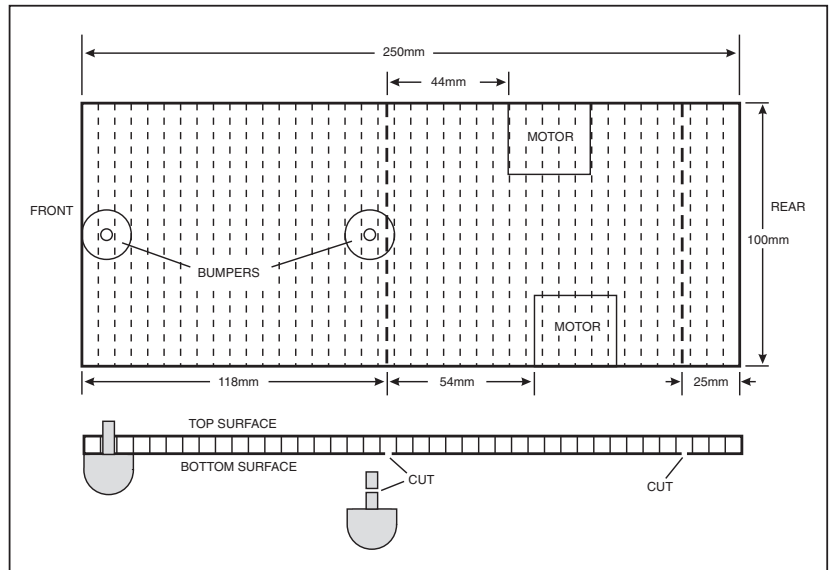 250mm
44mm
MOTOR
FRONT
REAR
100mm
BUMPERS
MOTOR
118mm
54mm
25mm
TOP SURFACE
BOTTOM SURFACE
CUT
CUT